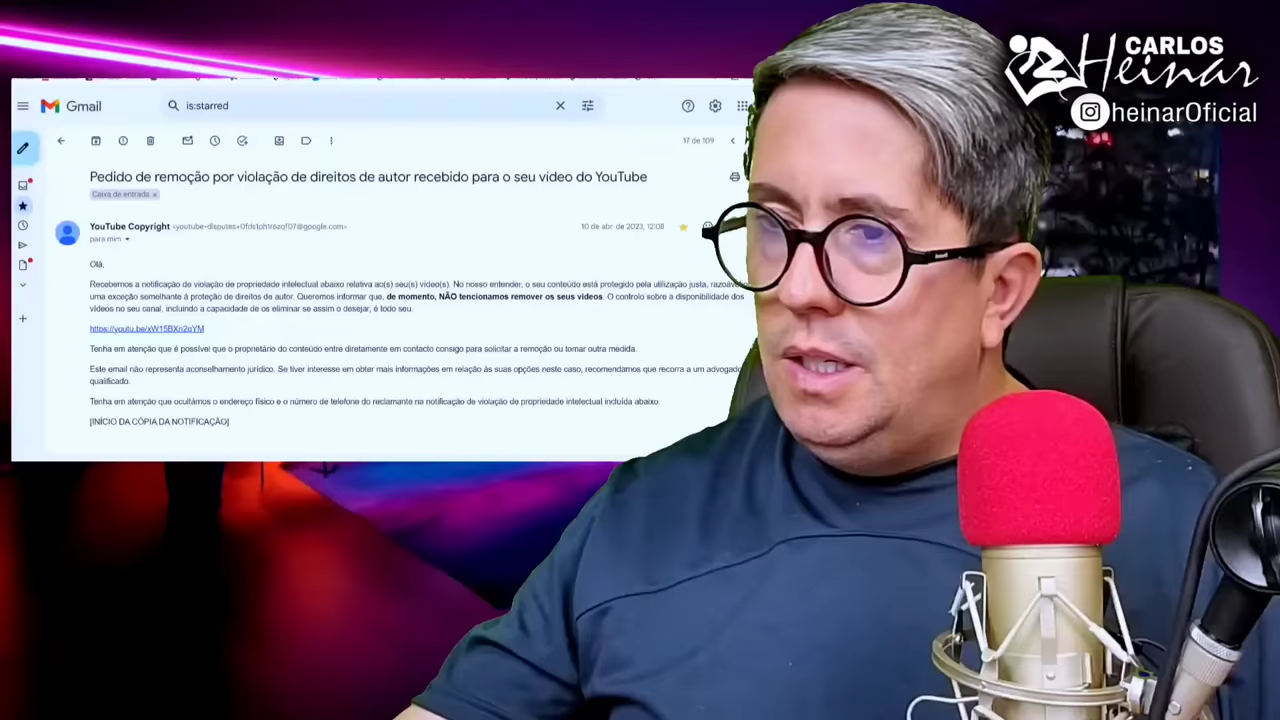 CARLOS
Heinar
heinarOficial
Gmail
is:starred
17 de 109
Pedido de remoção por violação de direitos de autor recebido para o seu vídeo do YouTube
Caixa de entrada x
YouTube Copyright <youtube-disputes+0fds1ph1r6zqf07@google.com>
10 de abr. de 2023, 12:08
para mim
Olá,
Recebemos a notificação de violação de propriedade intelectual abaixo relativa ao(s) seu(s) vídeo(s). No nosso entender, o seu conteúdo está protegido pela utilização justa, razoável
uma exceção semelhante à proteção de direitos de autor. Queremos informar que, de momento, NÃO tencionamos remover os seus vídeos. O controlo sobre a disponibilidade dos
vídeos no seu canal, incluindo a capacidade de os eliminar se assim o desejar, é todo seu.
https://youtu.be/xW15BXn2qYM
Tenha em atenção que é possível que o proprietário do conteúdo entre diretamente em contacto consigo para solicitar a remoção ou tomar outra medida.
Este email não representa aconselhamento jurídico. Se tiver interesse em obter mais informações em relação às suas opções neste caso, recomendamos que recorra a um advogado
qualificado.
Tenha em atenção que ocultámos o endereço físico e o número de telefone do reclamante na notificação de violação de propriedade intelectual incluída abaixo.
[INÍCIO DA CÓPIA DA NOTIFICAÇÃO]